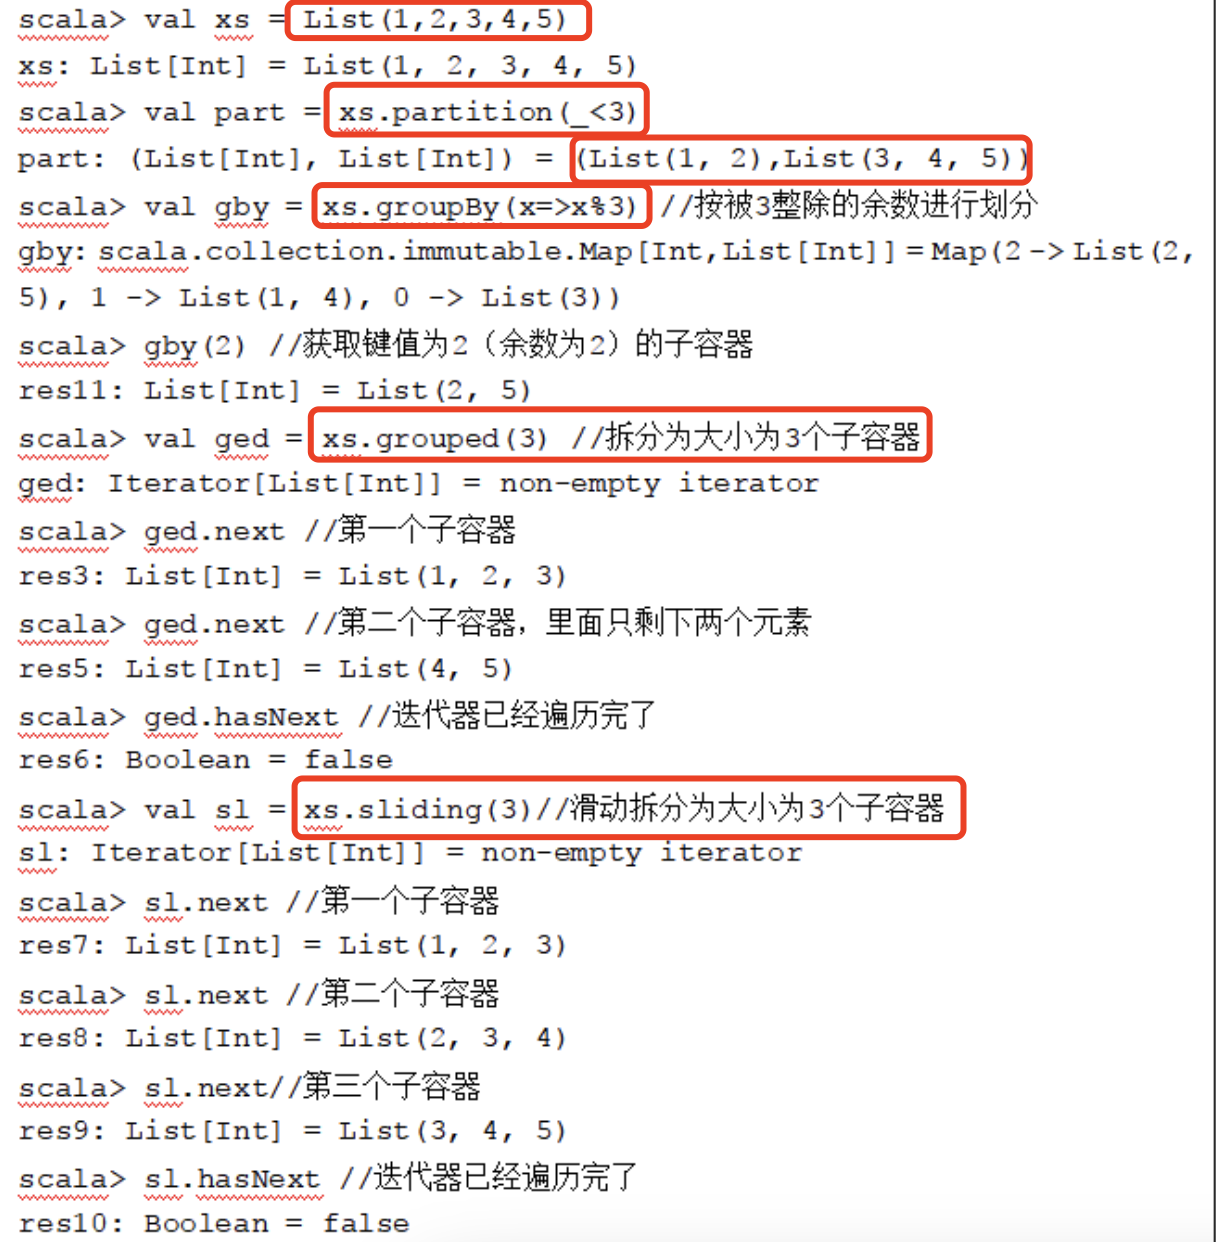 scala> val xs = List(1,2,3,4,5)
xs: List[Int] = List(1, 2, 3, 4, 5)
scala> val part = xs.partition(_<3)
part: (List[Int], List[Int]) = (List(1, 2),List(3, 4, 5))
scala> val gby = xs.groupBy(x=>x%3) //按被3整除的余数进行划分
gby: scala.collection.immutable.Map[Int,List[Int]]=Map(2 -> List(2,
5), 1 -> List(1, 4), 0 -> List(3))
scala> gby(2) //获取键值为2（余数为2）的子容器
res11: List[Int] = List(2, 5)
scala> val ged = xs.grouped(3) //拆分为大小为3个子容器
ged: Iterator[List[Int]] = non-empty iterator
scala> ged.next //第一个子容器
res3: List[Int] = List(1, 2, 3)
scala> ged.next //第二个子容器，里面只剩下两个元素
res5: List[Int] = List(4, 5)
scala> ged.hasNext //迭代器已经遍历完了
res6: Boolean = false
scala> val sl = xs.sliding(3)//滑动拆分为大小为3个子容器
sl: Iterator[List[Int]] = non-empty iterator
scala> sl.next //第一个子容器
res7: List[Int] = List(1, 2, 3)
scala> sl.next //第二个子容器
res8: List[Int] = List(2, 3, 4)
scala> sl.next//第三个子容器
res9: List[Int] = List(3, 4, 5)
scala> sl.hasNext //迭代器已经遍历完了
res10: Boolean = false